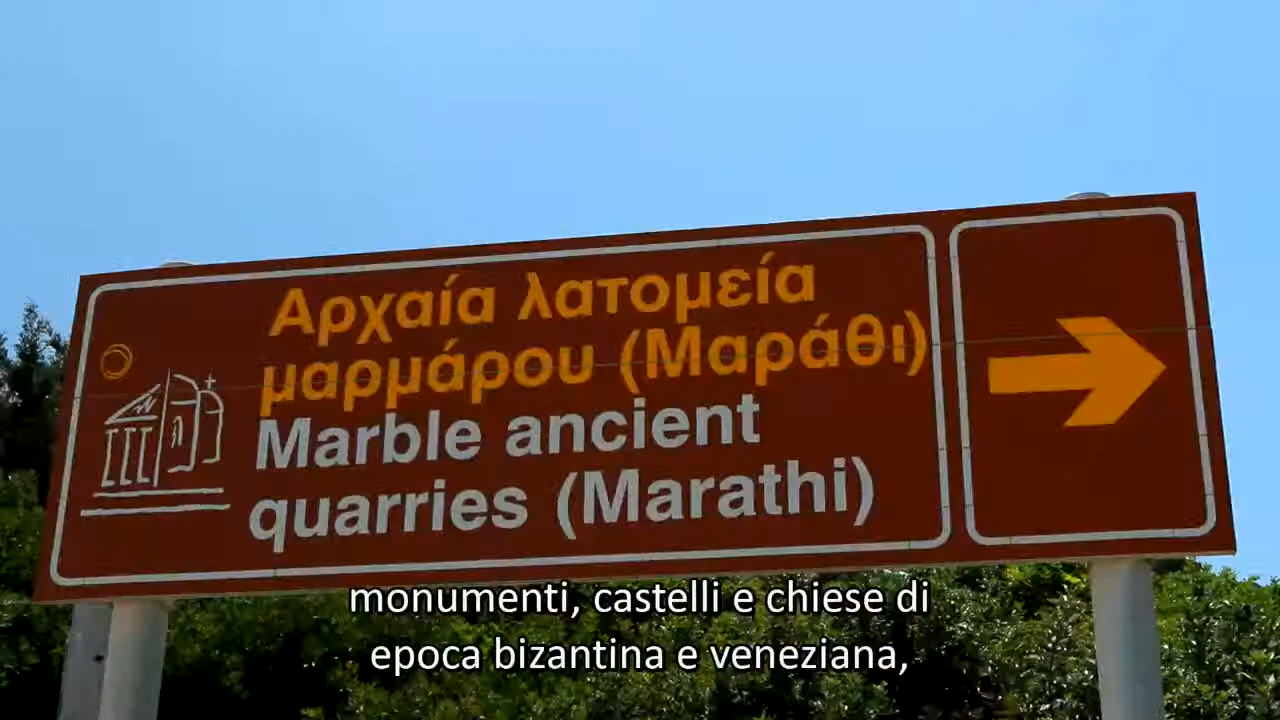 Αρχαία λατομεία
μαρμάρου (Μαράθι)
Marble ancient
quarries (Marathi)
monumenti, castelli e chiese di
epoca bizantina e veneziana,